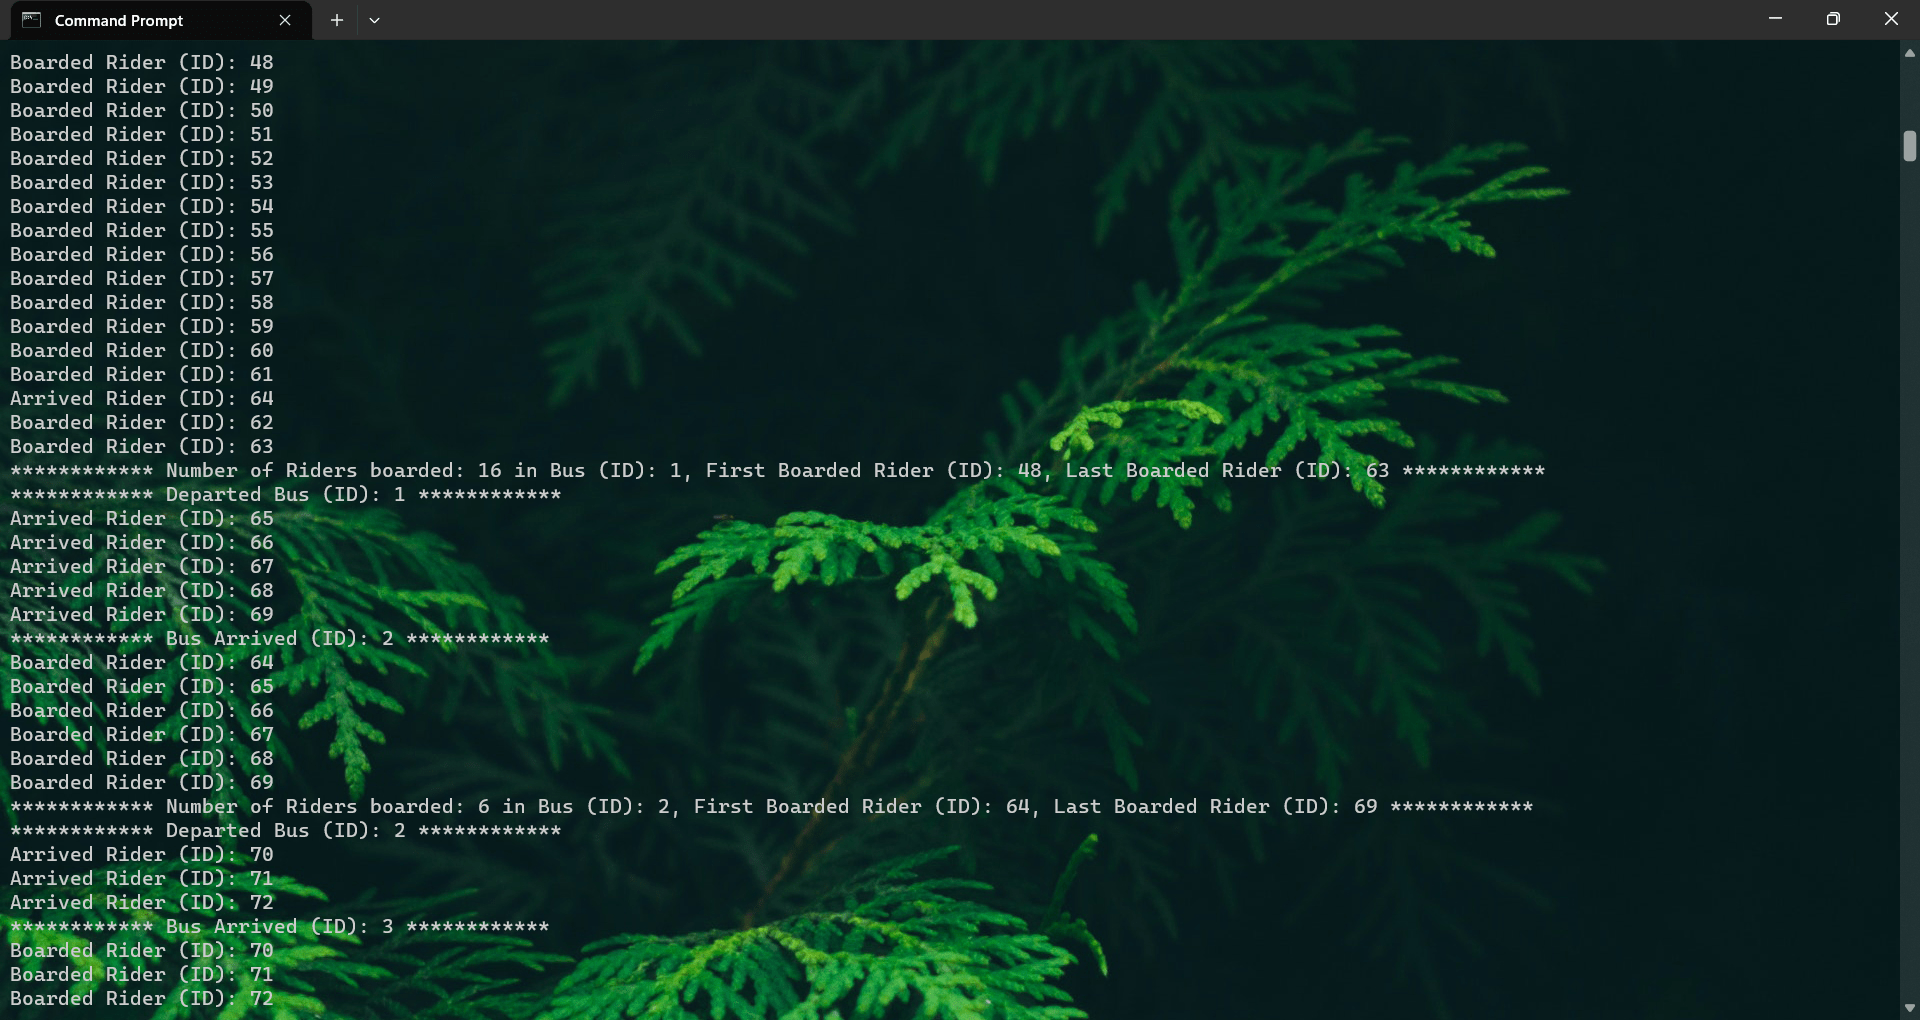 Command Prompt
Boarded Rider (ID): 48
Boarded Rider (ID): 49
Boarded Rider (ID): 50
Boarded Rider (ID): 51
Boarded Rider (ID): 52
Boarded Rider (ID): 53
Boarded Rider (ID): 54
Boarded Rider (ID): 55
Boarded Rider (ID): 56
Boarded Rider (ID): 57
Boarded Rider (ID): 58
Boarded Rider (ID): 59
Boarded Rider (ID): 60
Boarded Rider (ID): 61
Arrived Rider (ID): 64
Boarded Rider (ID): 62
Boarded Rider (ID): 63
************ Number of Riders boarded: 16 in Bus (ID): 1, First Boarded Rider (ID): 48, Last Boarded Rider (ID): 63 ************
************ Departed Bus (ID): 1 ************
Arrived Rider (ID): 65
Arrived Rider (ID): 66
Arrived Rider (ID): 67
Arrived Rider (ID): 68
Arrived Rider (ID): 69
************ Bus Arrived (ID): 2 ************
Boarded Rider (ID): 64
Boarded Rider (ID): 65
Boarded Rider (ID): 66
Boarded Rider (ID): 67
Boarded Rider (ID): 68
Boarded Rider (ID): 69
************ Number of Riders boarded: 6 in Bus (ID): 2, First Boarded Rider (ID): 64, Last Boarded Rider (ID): 69 ************
************ Departed Bus (ID): 2 ************
Arrived Rider (ID): 70
Arrived Rider (ID): 71
Arrived Rider (ID): 72
************ Bus Arrived (ID): 3 ************
Boarded Rider (ID): 70
Boarded Rider (ID): 71
Boarded Rider (ID): 72